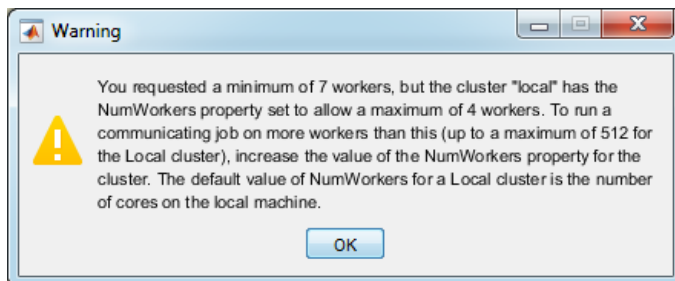 Warning
You requested a minimum of 7 workers, but the cluster "local" has the
NumWorkers property set to allow a maximum of 4 workers. To run a
communicating job on more workers than this (up to a maximum of 512 for
the Local cluster), increase the value of the NumWorkers property for the
cluster. The default value of NumWorkers for a Local cluster is the number
of cores on the local machine.
OK